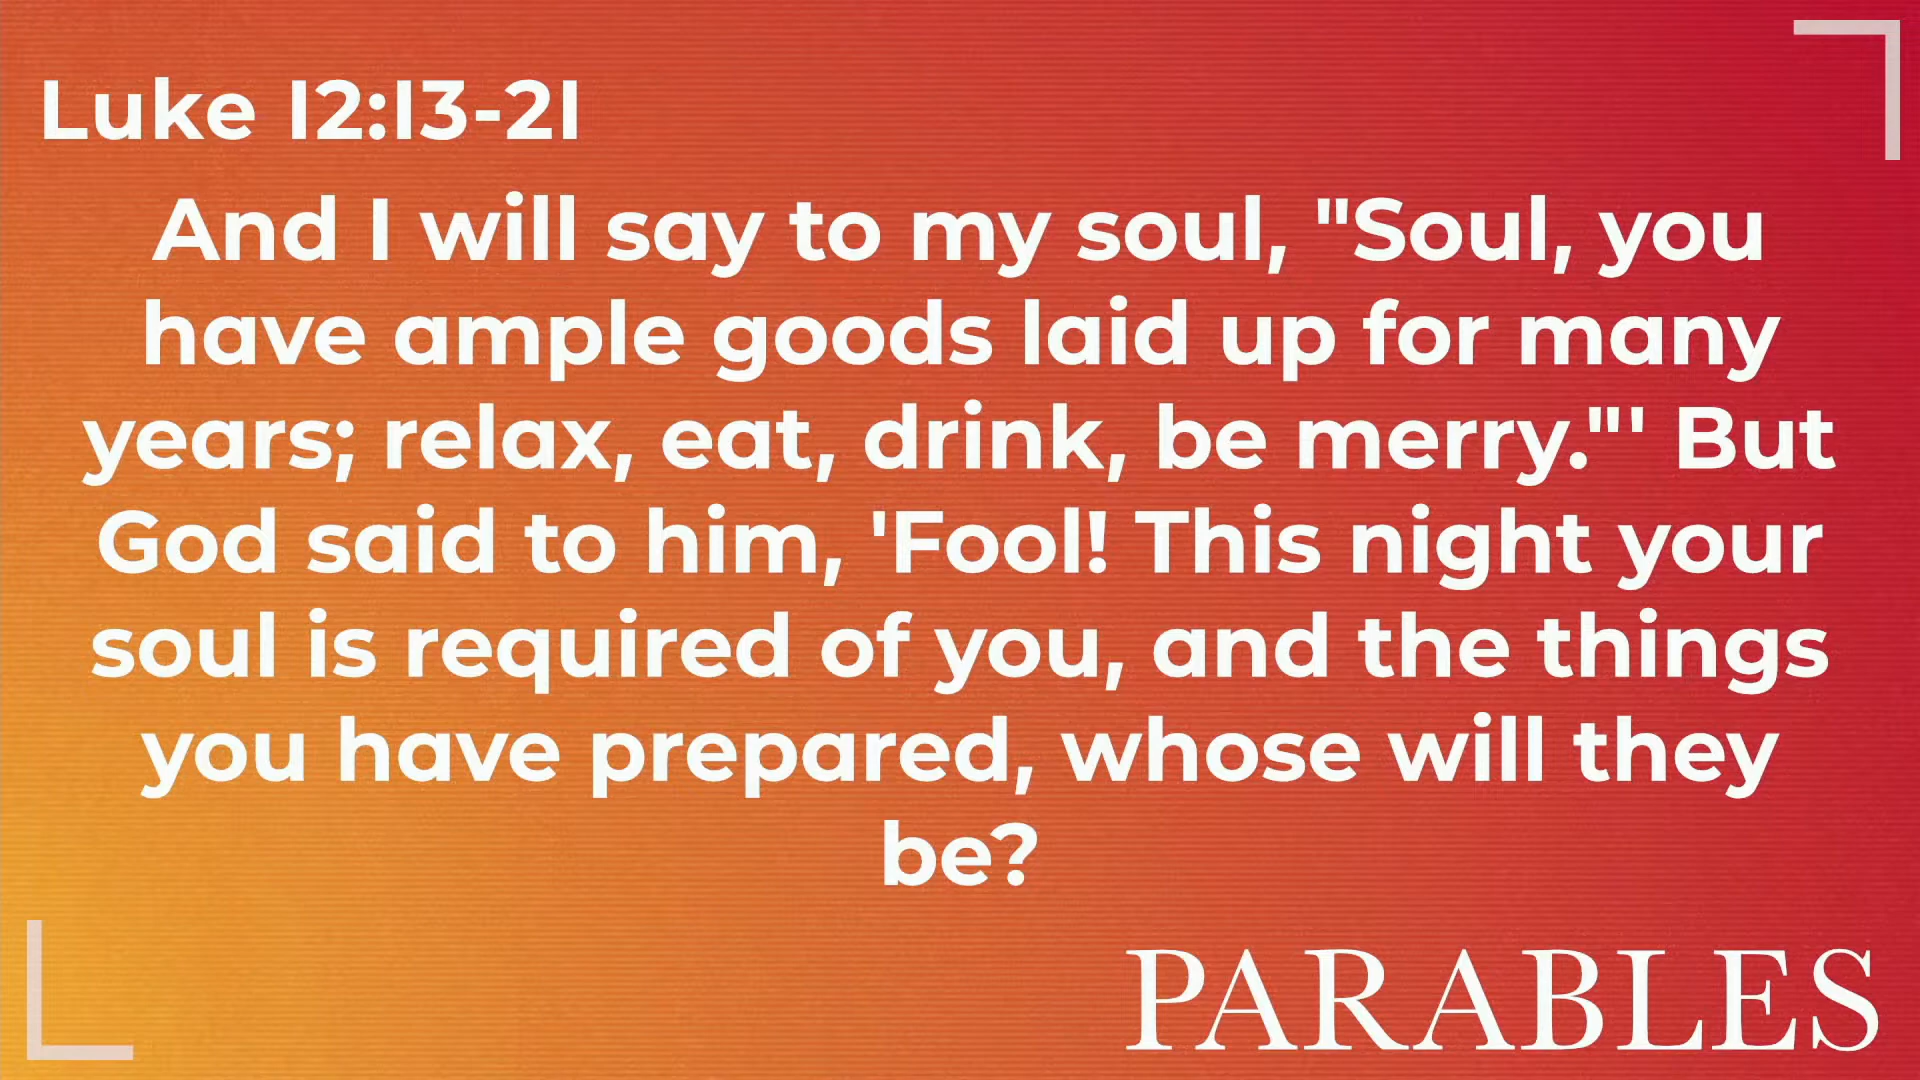 Luke 12:13-21
And I will say to my soul, "Soul, you
have ample goods laid up for many
years; relax, eat, drink, be merry."' But
God said to him, 'Fool! This night your
soul is required of you, and the things
you have prepared, whose will they
be?
PARABLES